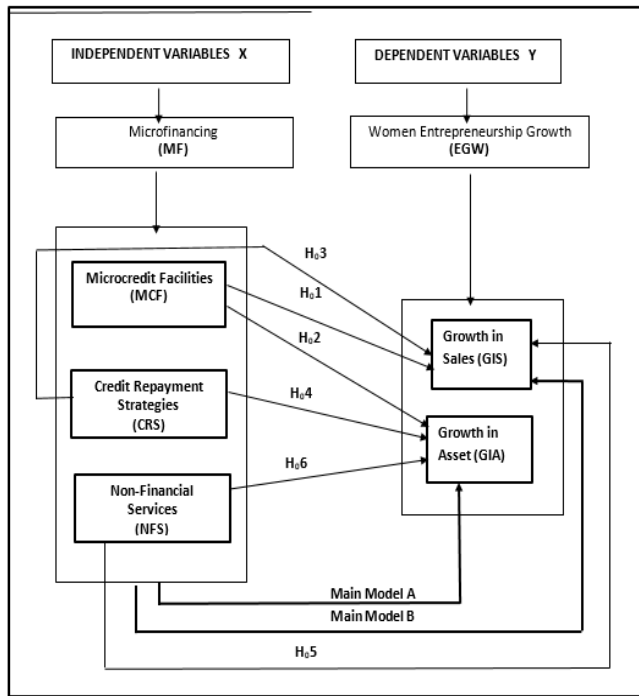 INDEPENDENT VARIABLES X
DEPENDENT VARIABLES Y
Microfinancing
(MF)
Women Entrepreneurship Growth
(EGW)
H₀3
Microcredit Facilities
(MCF)
H₀1
H₀2
Growth in
Sales (GIS)
Credit Repayment
Strategies
(CRS)
H₀4
Growth in
Asset (GIA)
H₀6
Non-Financial
Services
(NFS)
Main Model A
Main Model B
H₀5